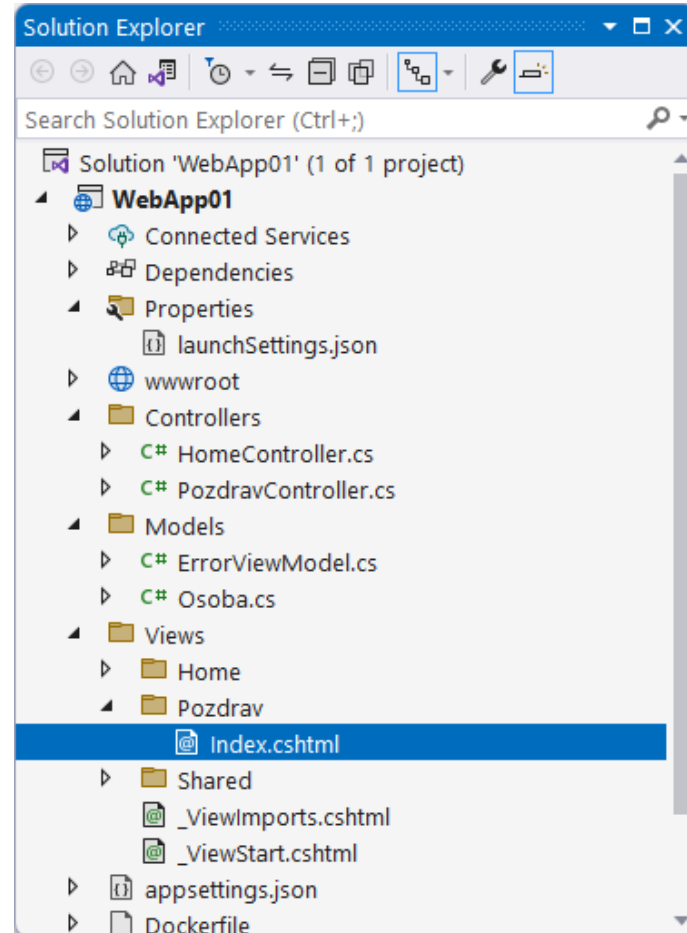 Solution Explorer
Search Solution Explorer (Ctrl+;)
Solution 'WebApp01' (1 of 1 project)
WebApp01
Connected Services
Dependencies
Properties
launchSettings.json
wwwroot
Controllers
C# HomeController.cs
C# PozdravController.cs
Models
C# ErrorViewModel.cs
C# Osoba.cs
Views
Home
Pozdrav
Index.cshtml
Shared
_ViewImports.cshtml
_ViewStart.cshtml
appsettings.json
Dockerfile